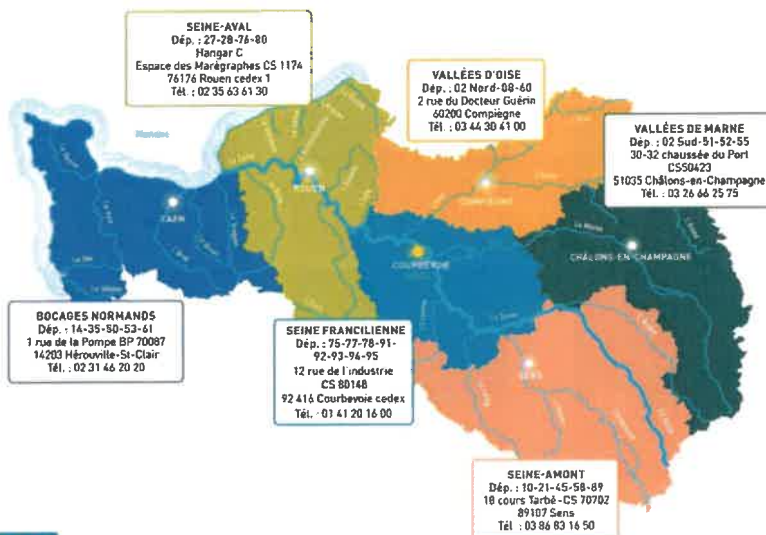 SEINE-AVAL
Dép. : 27-28-76-80
Hangar C
Espace des Marégraphes CS 1174
76176 Rouen cedex 1
Tél. : 02 35 63 61 30
VALLÉES D'OISE
Dép. : 02 Nord-08-60
2 rue du Docteur Guérin
60200 Compiègne
Tél. : 03 44 30 41 00
VALLÉES DE MARNE
Dép. : 02 Sud-51-52-55
30-32 chaussée du Port
CS50423
51035 Châlons-en-Champagne
Tél. : 03 26 66 25 75
ROUEN
CAEN
COMPIÈGNE
COURBEVOIE
CHÂLONS-EN-CHAMPAGNE
La Marne
SENS
BOCAGES NORMANDS
Dép. : 14-35-50-53-61
1 rue de la Pompe BP 70087
14203 Hérouville-St-Clair
Tél. : 02 31 46 20 20
SEINE FRANCILIENNE
Dép. : 75-77-78-91-
92-93-94-95
12 rue de l'industrie
CS 80148
92 416 Courbevoie cedex
Tél. : 01 41 20 16 00
SEINE-AMONT
Dép. : 10-21-45-58-89
18 cours Tarbé - CS 70702
89107 Sens
Tél : 03 86 83 16 50